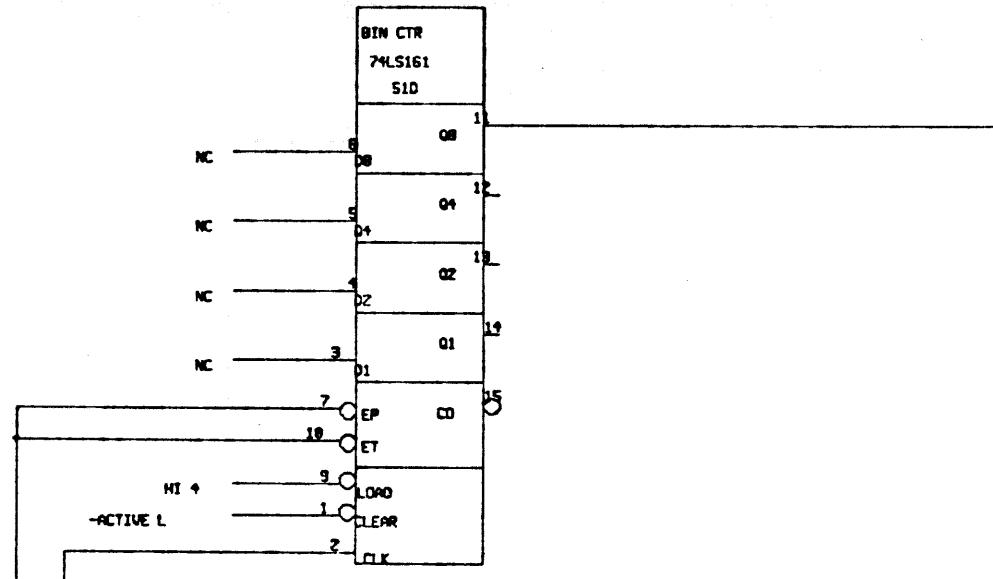 BIN CTR
74LS161
51D
11
Q8
6
NC
D8
12
Q4
5
NC
D4
13
Q2
4
NC
D2
14
Q1
3
NC
D1
15
7
EP
CO
10
ET
9
HI 4
LOAD
1
-ACTIVE L
CLEAR
2
CLK